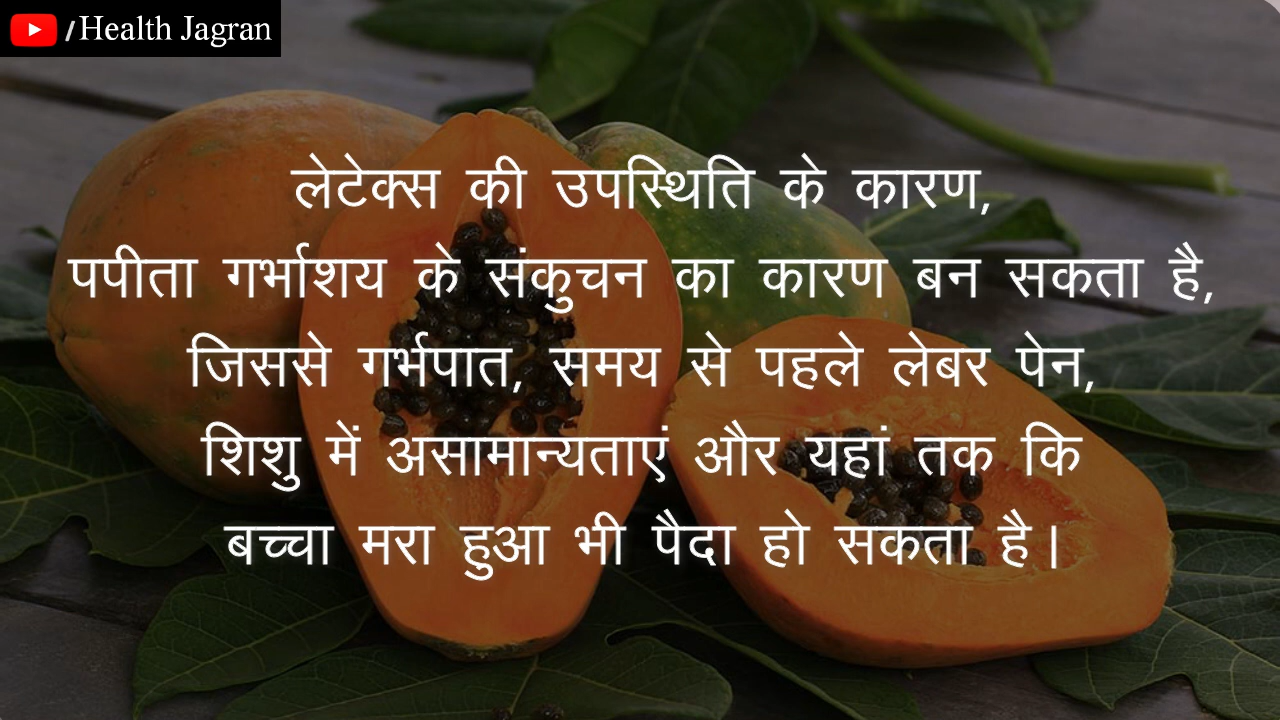 /Health Jagran
लेटेक्स की उपस्थिति के कारण,
पपीता गर्भाशय के संकुचन का कारण बन सकता है,
जिससे गर्भपात, समय से पहले लेबर पेन,
शिशु में असामान्यताएं और यहां तक कि
बच्चा मरा हुआ भी पैदा हो सकता है।